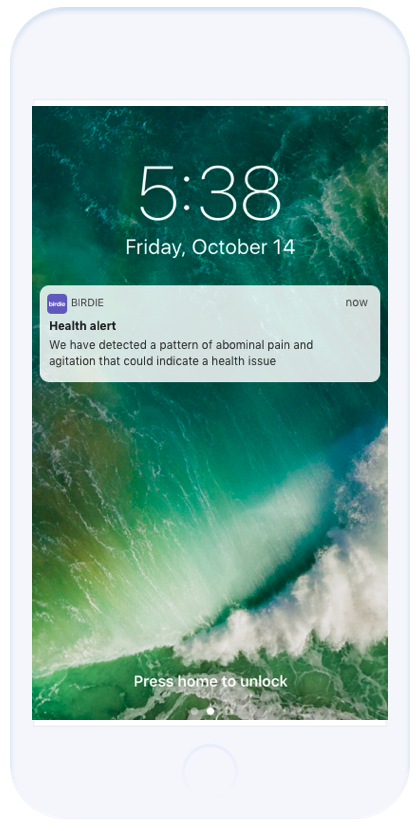 5:38
Friday, October 14
birdie BIRDIE now
Health alert
We have detected a pattern of abominal pain and
agitation that could indicate a health issue
Press home to unlock